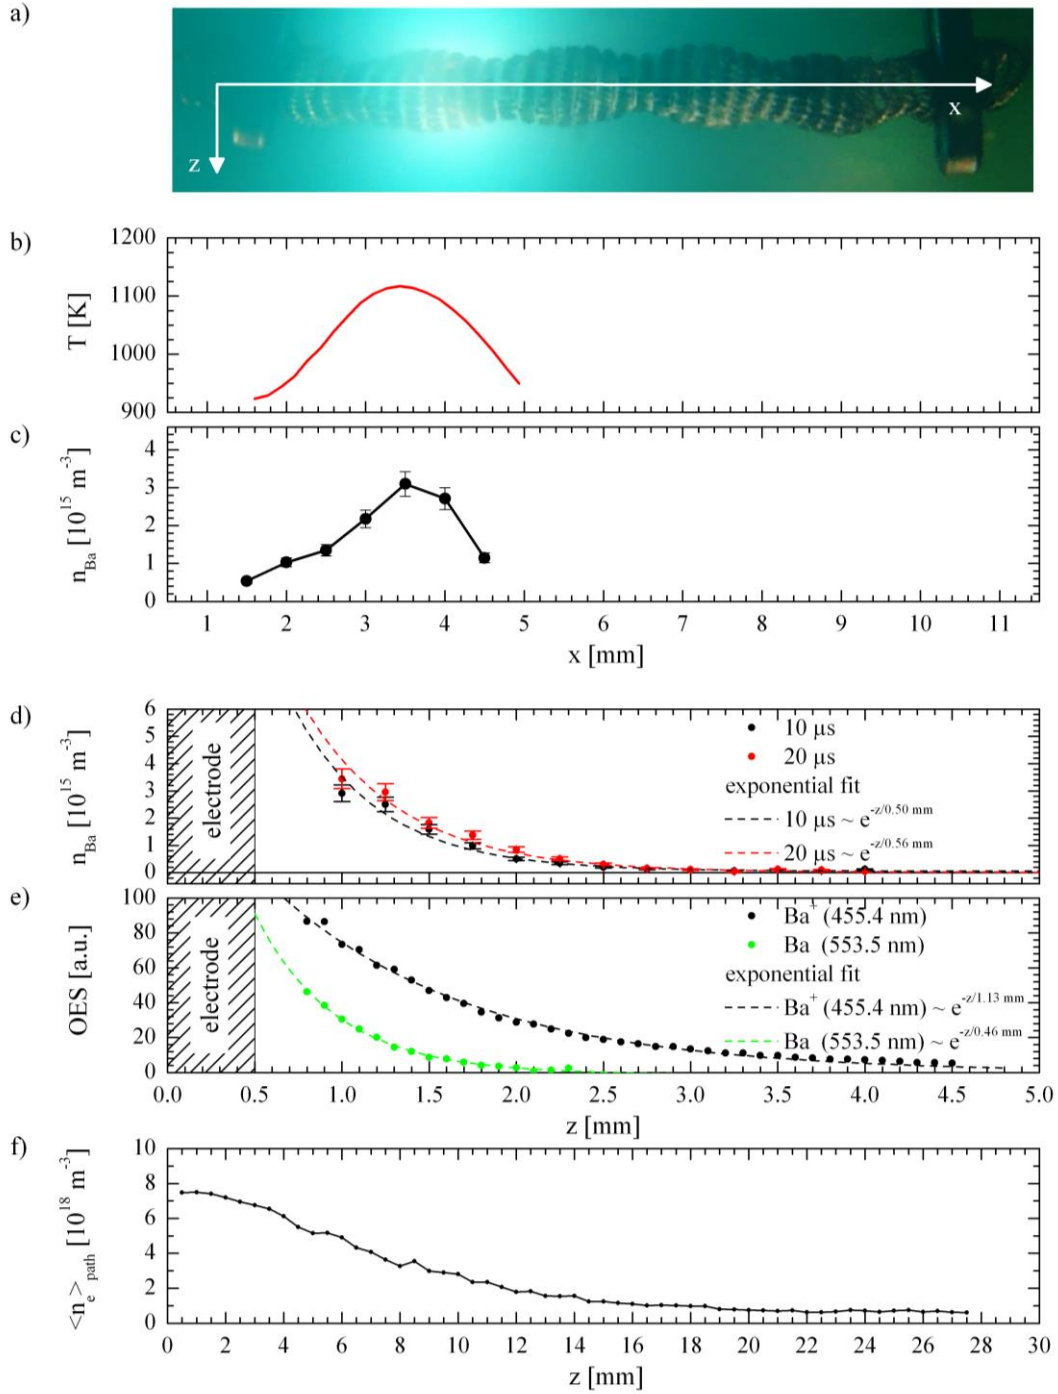 a)
x
z
b)
1200
1100
1000
900
T [K]
c)
4
3
2
1
0
n_Ba [10^15 m^-3]
1 2 3 4 5 6 7 8 9 10 11
x [mm]
d)
6
5
4
3
2
1
0
n_Ba [10^15 m^-3]
electrode
10 µs
20 µs
exponential fit
10 µs ~ e^-z/0.50 mm
20 µs ~ e^-z/0.56 mm
e)
100
80
60
40
20
0
OES [a.u.]
electrode
Ba^+ (455.4 nm)
Ba (553.5 nm)
exponential fit
Ba^+ (455.4 nm) ~ e^-z/1.13 mm
Ba (553.5 nm) ~ e^-z/0.46 mm
0.0 0.5 1.0 1.5 2.0 2.5 3.0 3.5 4.0 4.5 5.0
z [mm]
f)
10
8
6
4
2
0
<n_e>_path [10^18 m^-3]
0 2 4 6 8 10 12 14 16 18 20 22 24 26 28 30
z [mm]